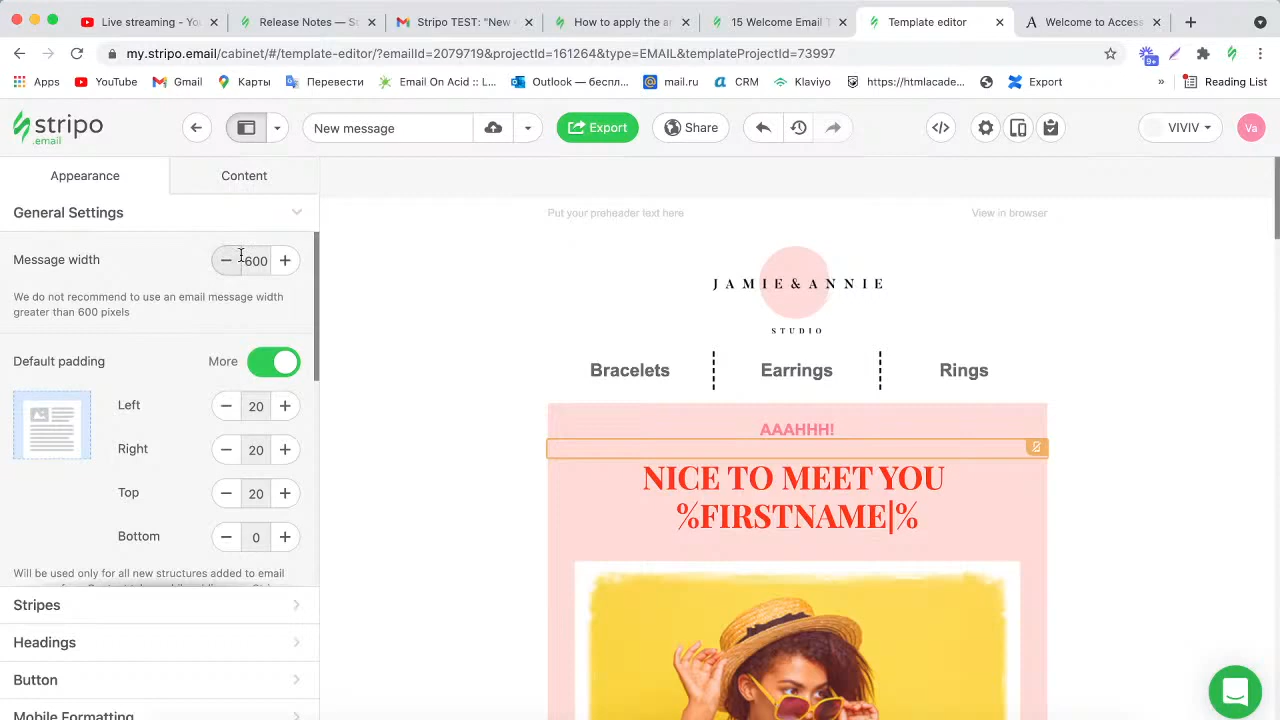 Live streaming - Yo
Release Notes — St
Stripo TEST: "New
How to apply the a
15 Welcome Email T
Template editor
Welcome to Access
my.stripo.email/cabinet/#/template-editor/?emailId=2079719&projectId=161264&type=EMAIL&templateProjectId=73997
9+
Apps
YouTube
Gmail
Карты
Перевести
Email On Acid :: L...
Outlook — беспл...
mail.ru
CRM
Klaviyo
https://htmlacade...
Export
»
Reading List
stripo
.email
New message
Export
Share
VIVIV
Va
Appearance
Content
General Settings
Message width
600
We do not recommend to use an email message width
greater than 600 pixels
Default padding
More
Left
20
Right
20
Top
20
Bottom
0
Will be used only for all new structures added to email
Stripes
Headings
Button
Mobile Formatting
Put your preheader text here
View in browser
JAMIE&ANNIE
STUDIO
Bracelets
Earrings
Rings
AAAHHH!
NICE TO MEET YOU
%FIRSTNAME|%